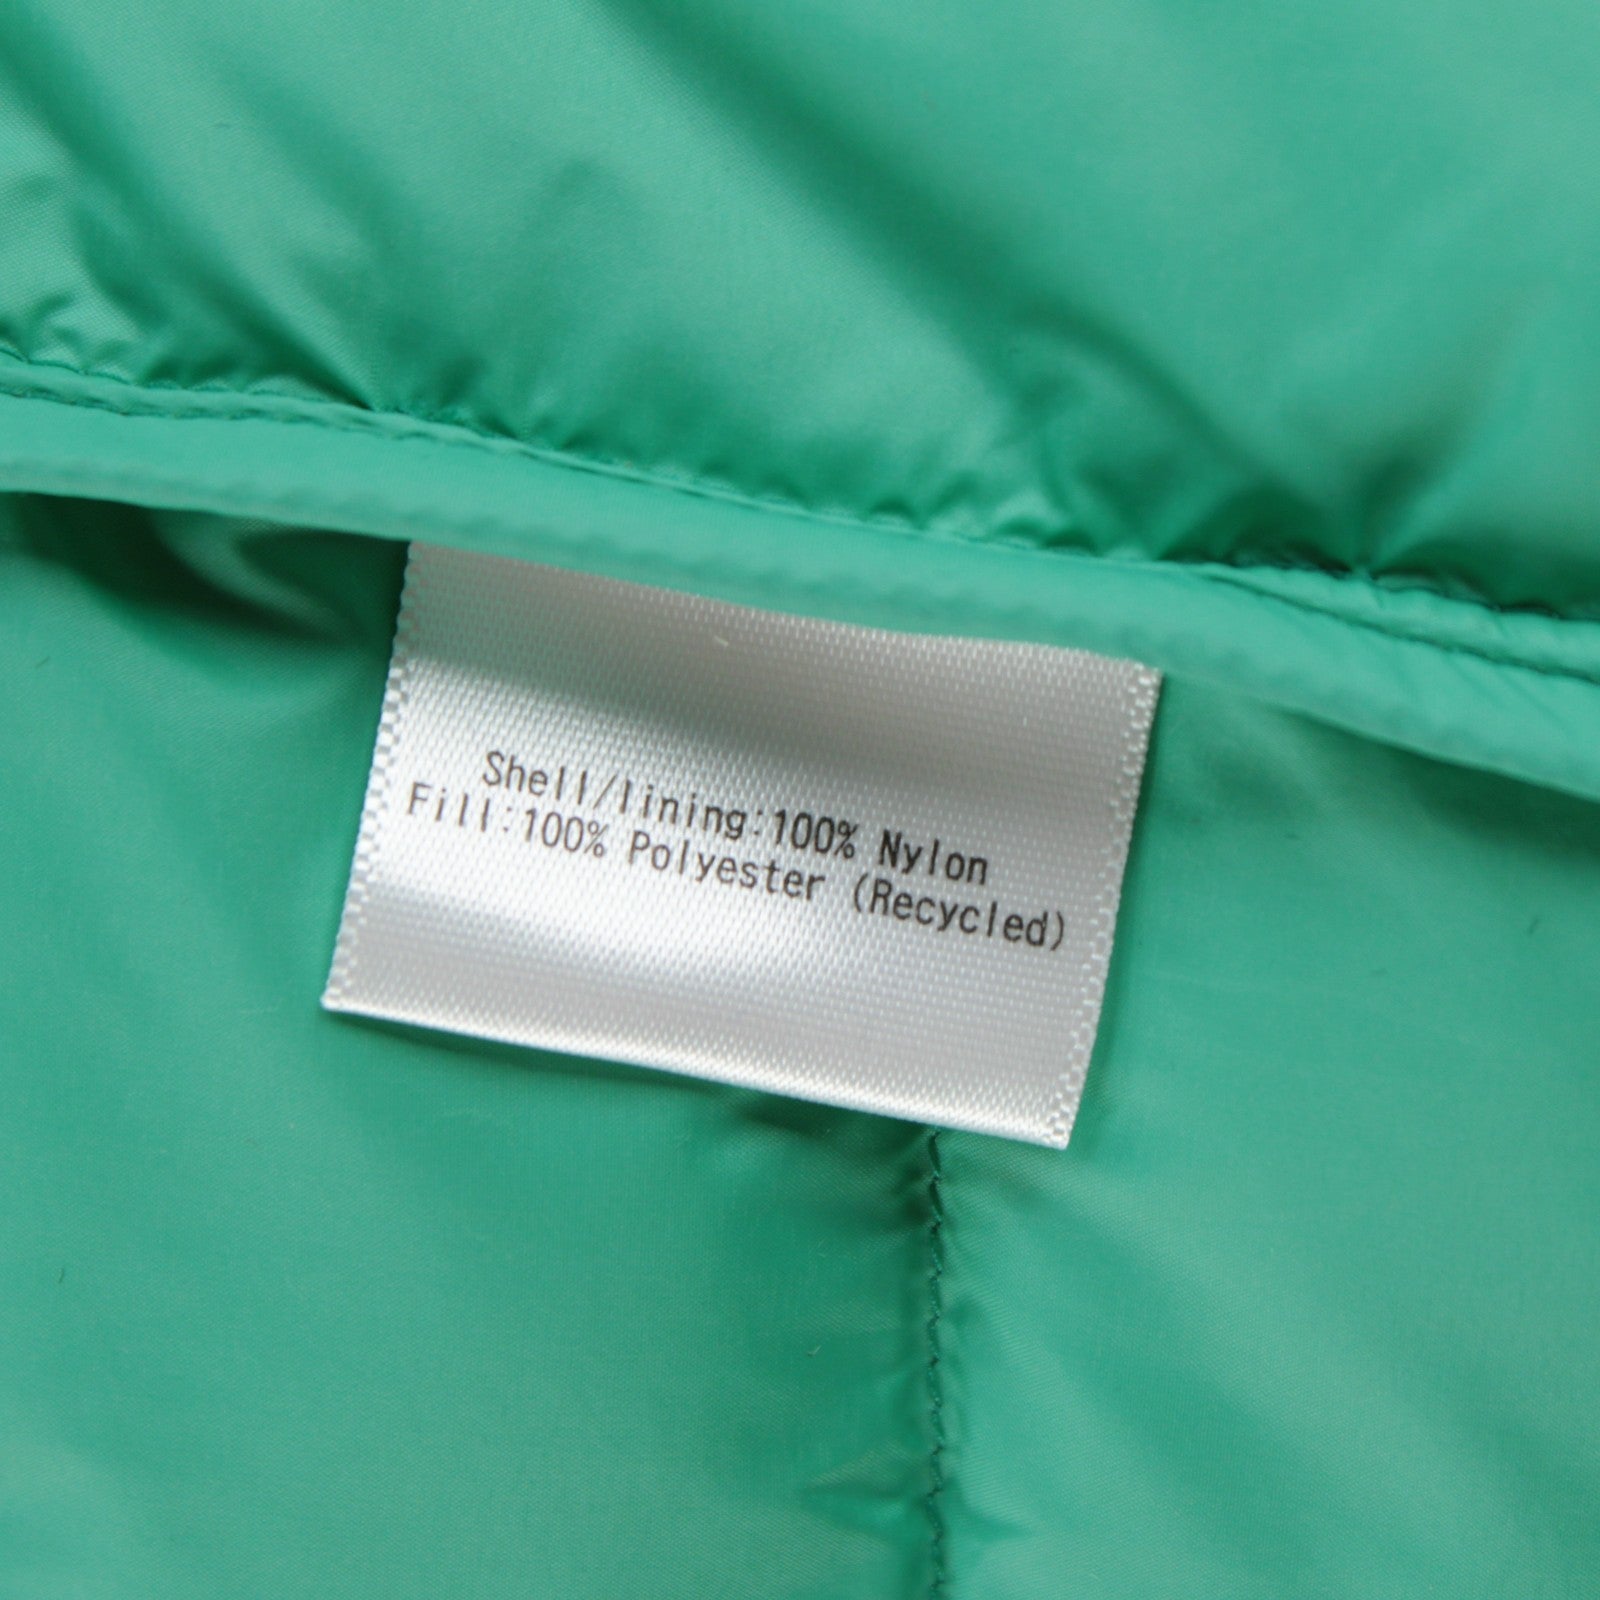 Shell/lining:100% Nylon
Fill:100% Polyester (Recycled)